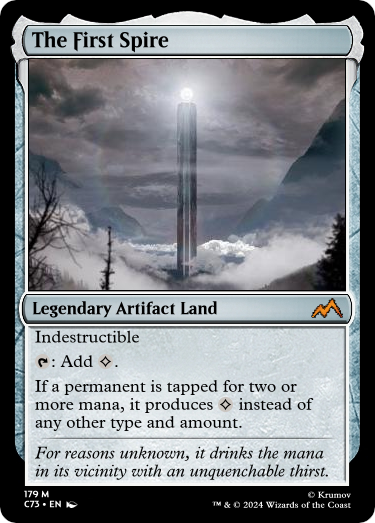 The First Spire
Legendary Artifact Land
Indestructible
: Add .
If a permanent is tapped for two or
more mana, it produces instead of
any other type and amount.
For reasons unknown, it drinks the mana
in its vicinity with an unquenchable thirst.
179 M
C73 • EN Krumov
™ & © 2024 Wizards of the Coast